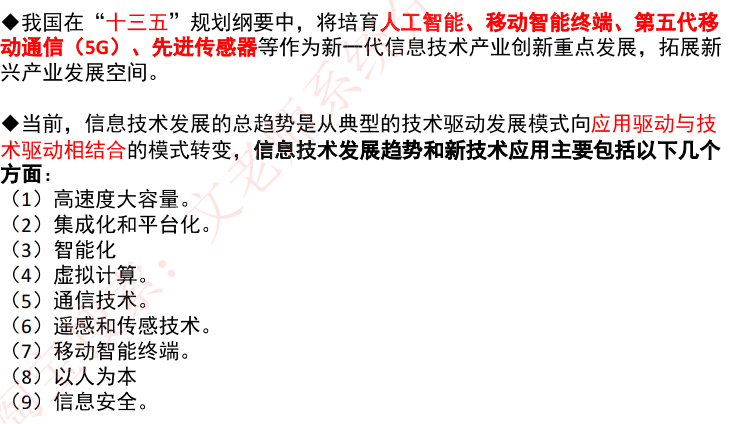 ◆我国在“十三五”规划纲要中，将培育人工智能、移动智能终端、第五代移
动通信（5G）、先进传感器等作为新一代信息技术产业创新重点发展，拓展新
兴产业发展空间。
◆当前，信息技术发展的总趋势是从典型的技术驱动发展模式向应用驱动与技
术驱动相结合的模式转变，信息技术发展趋势和新技术应用主要包括以下几个
方面：
（1）高速度大容量。
（2）集成化和平台化。
（3）智能化
（4）虚拟计算。
（5）通信技术。
（6）遥感和传感技术。
（7）移动智能终端。
（8）以人为本
（9）信息安全。